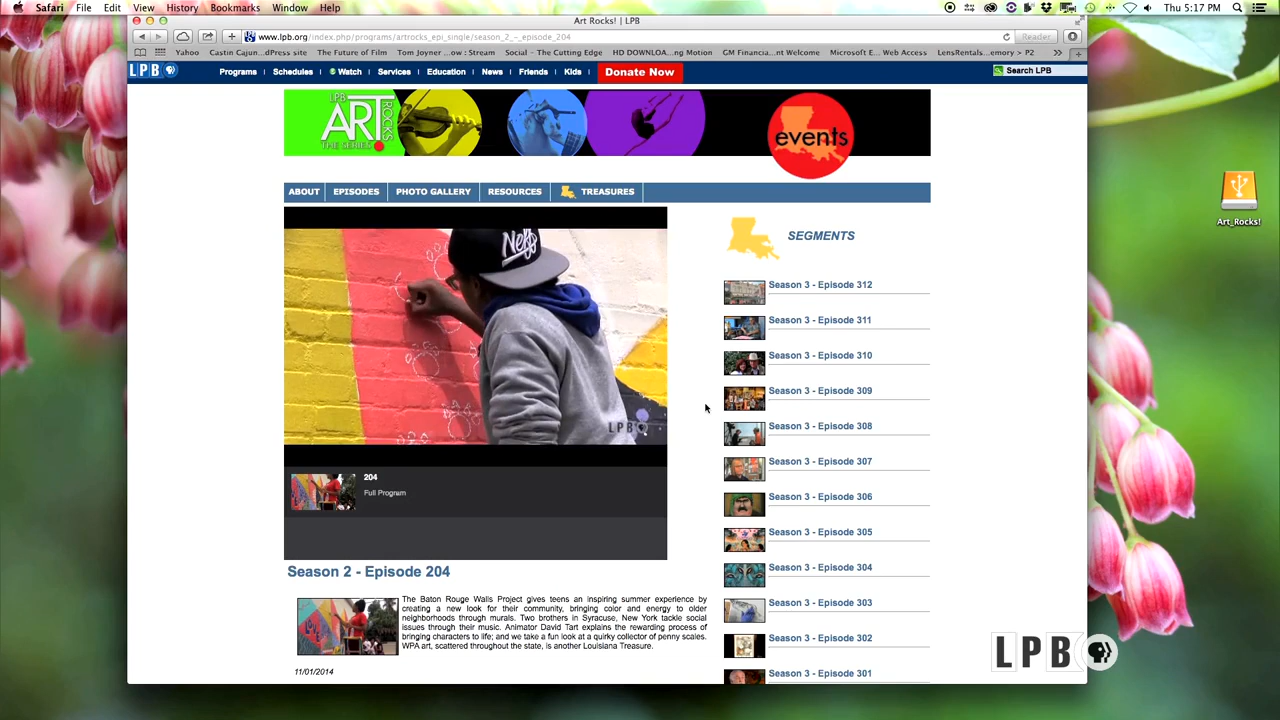 Safari File Edit View History Bookmarks Window Help Thu 5:17 PM
Art Rocks! | LPB
www.lpb.org/index.php/programs/artrocks_epi_single/season_2_-_episode_204 Reader
Yahoo Castin Cajun...dPress site The Future of Film Tom Joyner ...ow : Stream Social - The Cutting Edge HD DOWNLOA...ng Motion GM Financi...nt Welcome Microsoft E... Web Access LensRentals...emory > P2
LPB Programs Schedules Watch Services Education News Friends Kids Donate Now Search LPB
LPB
ART ROCKS
THE SERIES
events
ABOUT EPISODES PHOTO GALLERY RESOURCES TREASURES
SEGMENTS
Neff
LPB
204
Full Program
Season 2 - Episode 204
The Baton Rouge Walls Project gives teens an inspiring summer experience by
creating a new look for their community, bringing color and energy to older
neighborhoods through murals. Two brothers in Syracuse, New York tackle social
issues through their music. Animator David Tart explains the rewarding process of
bringing characters to life; and we take a fun look at a quirky collector of penny scales.
WPA art, scattered throughout the state, is another Louisiana Treasure.
11/01/2014
Season 3 - Episode 312
Season 3 - Episode 311
Season 3 - Episode 310
Season 3 - Episode 309
Season 3 - Episode 308
Season 3 - Episode 307
Season 3 - Episode 306
Season 3 - Episode 305
Season 3 - Episode 304
Season 3 - Episode 303
Season 3 - Episode 302
Season 3 - Episode 301
Art_Rocks!
LPB